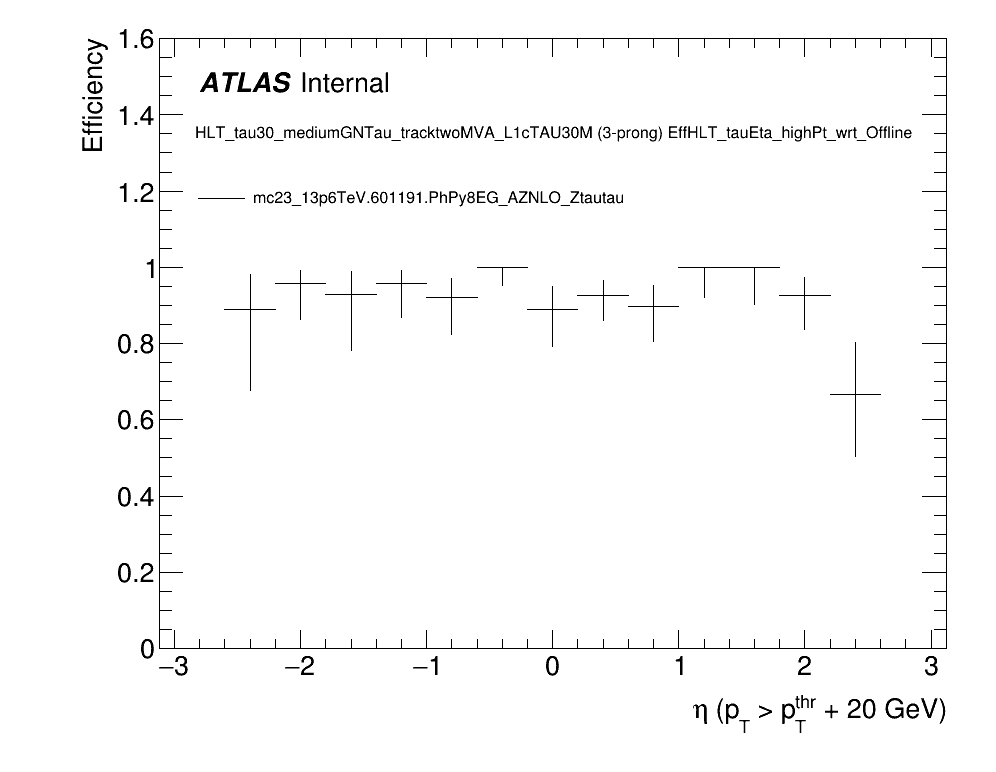 Efficiency
1.6
1.4
1.2
1
0.8
0.6
0.4
0.2
0
ATLAS Internal
HLT_tau30_mediumGNTau_tracktwoMVA_L1cTAU30M (3-prong) EffHLT_tauEta_highPt_wrt_Offline
mc23_13p6TeV.601191.PhPy8EG_AZNLO_Ztautau
−3 −2 −1 0 1 2 3
η (p_T > p_T^thr + 20 GeV)